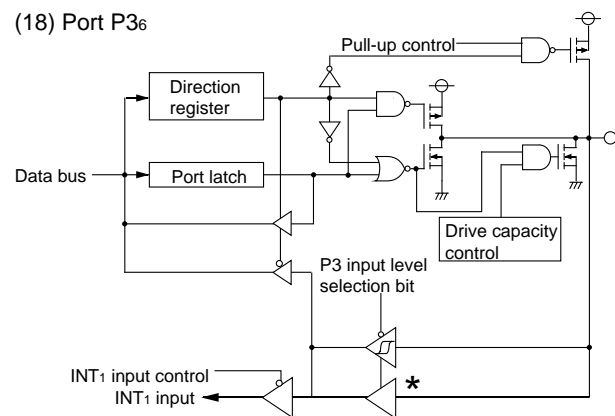 (18) Port P3₆
Pull-up control
Direction
register
Data bus
Port latch
Drive capacity
control
P3 input level
selection bit
*
INT₁ input control
INT₁ input